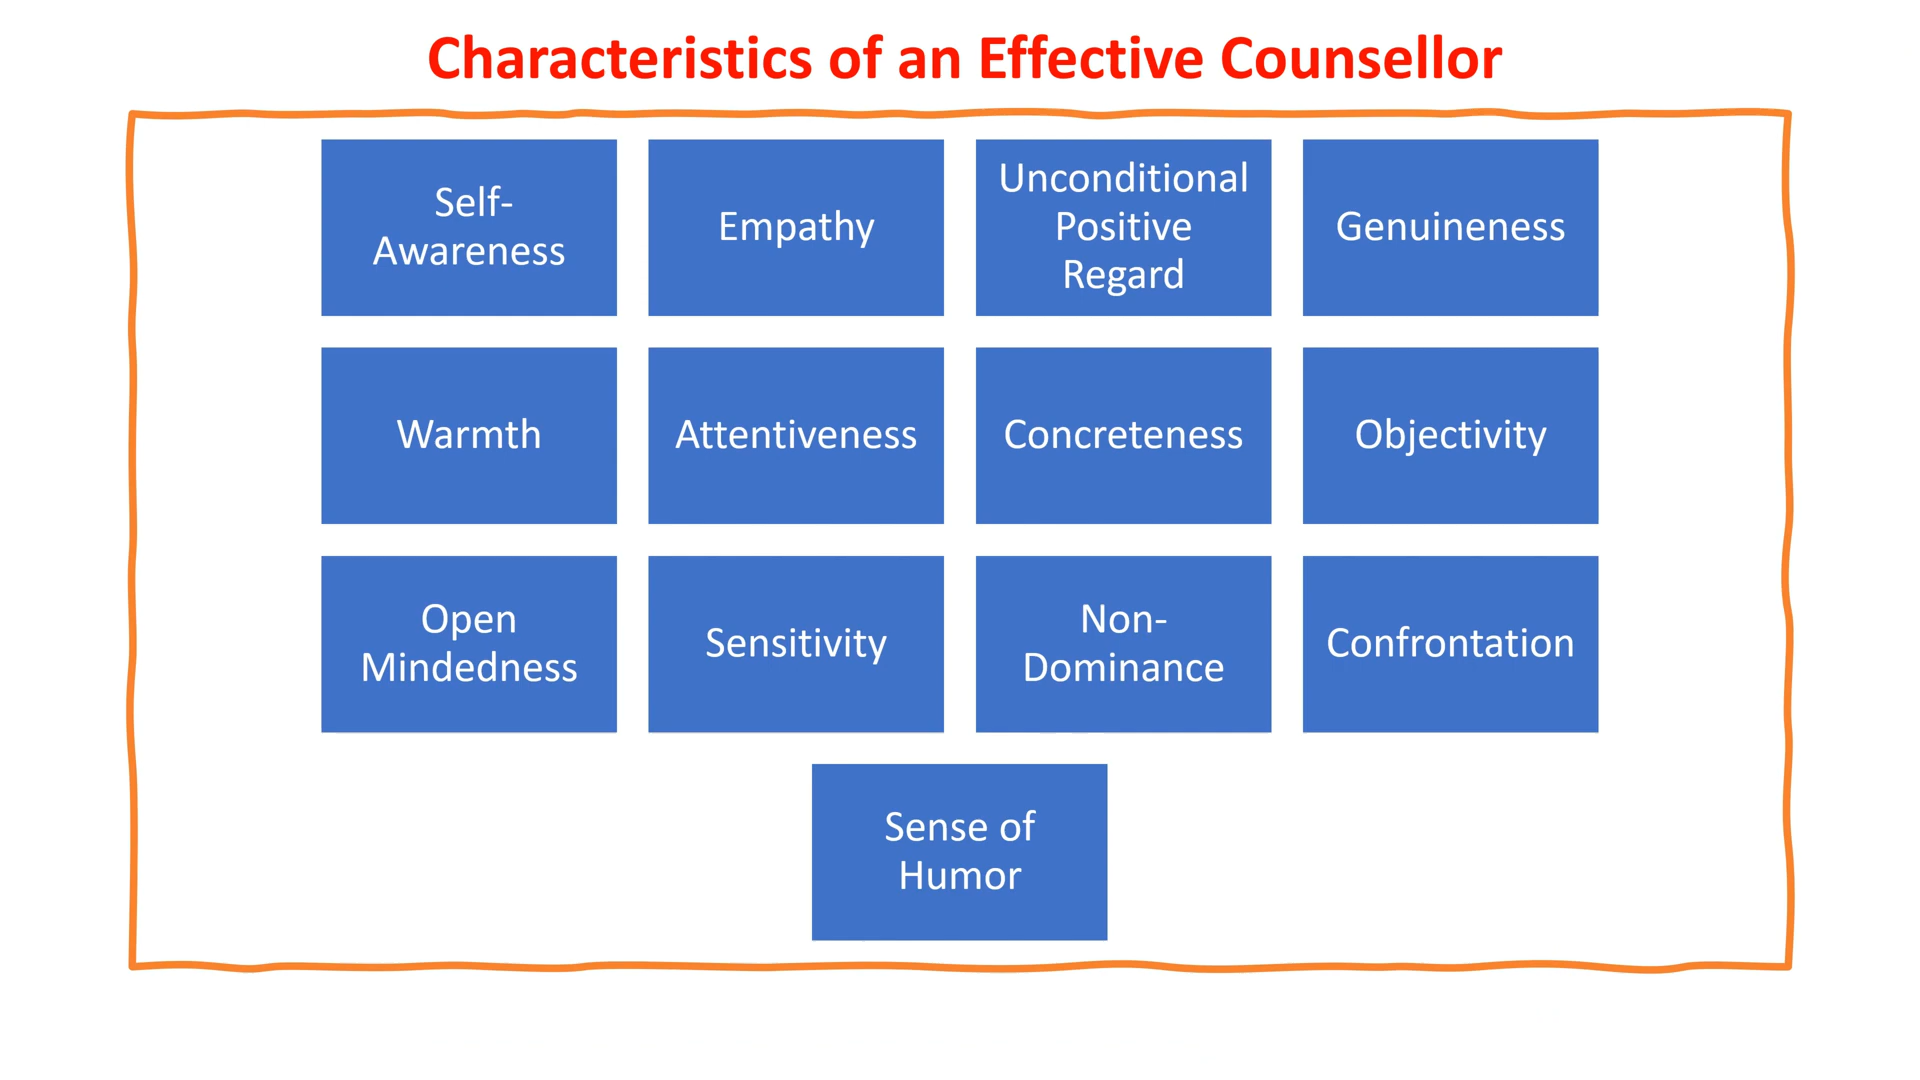 Characteristics of an Effective Counsellor
Self-
Awareness
Empathy
Unconditional
Positive
Regard
Genuineness
Warmth
Attentiveness
Concreteness
Objectivity
Open
Mindedness
Sensitivity
Non-
Dominance
Confrontation
Sense of
Humor